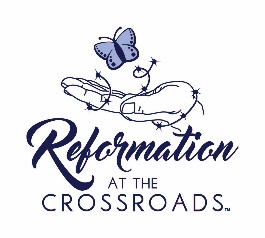 Reformation
AT THE
CROSSROADS™